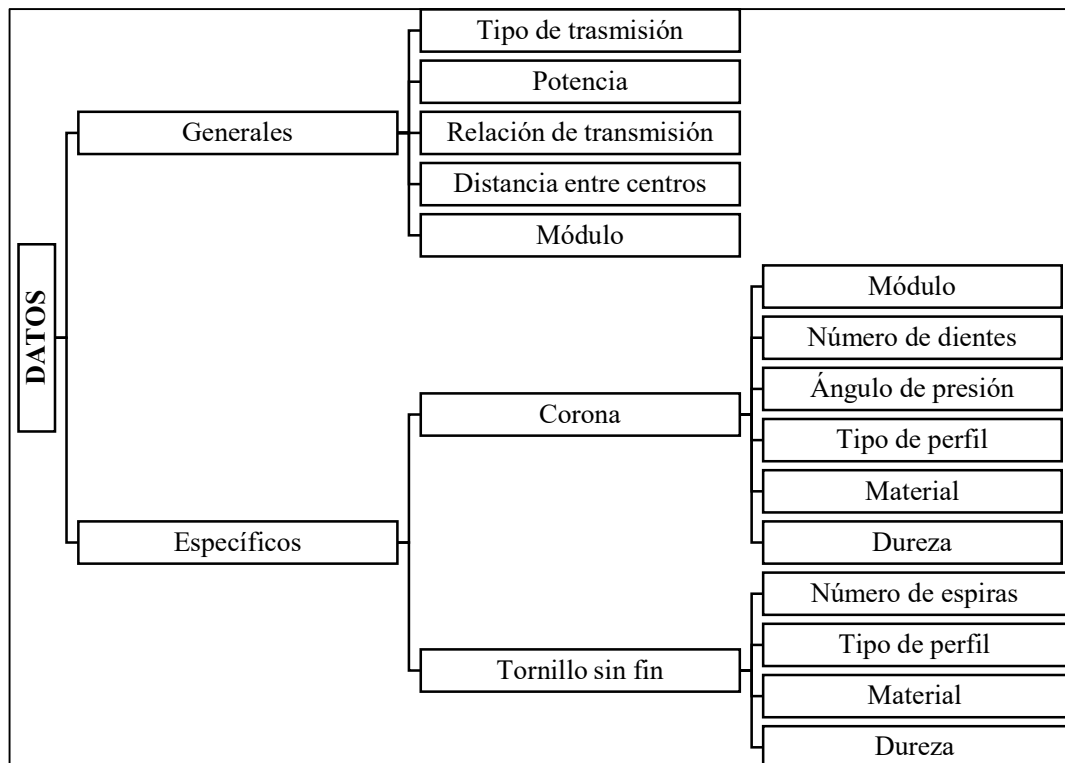 DATOS
Generales
Tipo de trasmisión
Potencia
Relación de transmisión
Distancia entre centros
Módulo
Específicos
Corona
Módulo
Número de dientes
Ángulo de presión
Tipo de perfil
Material
Dureza
Tornillo sin fin
Número de espiras
Tipo de perfil
Material
Dureza